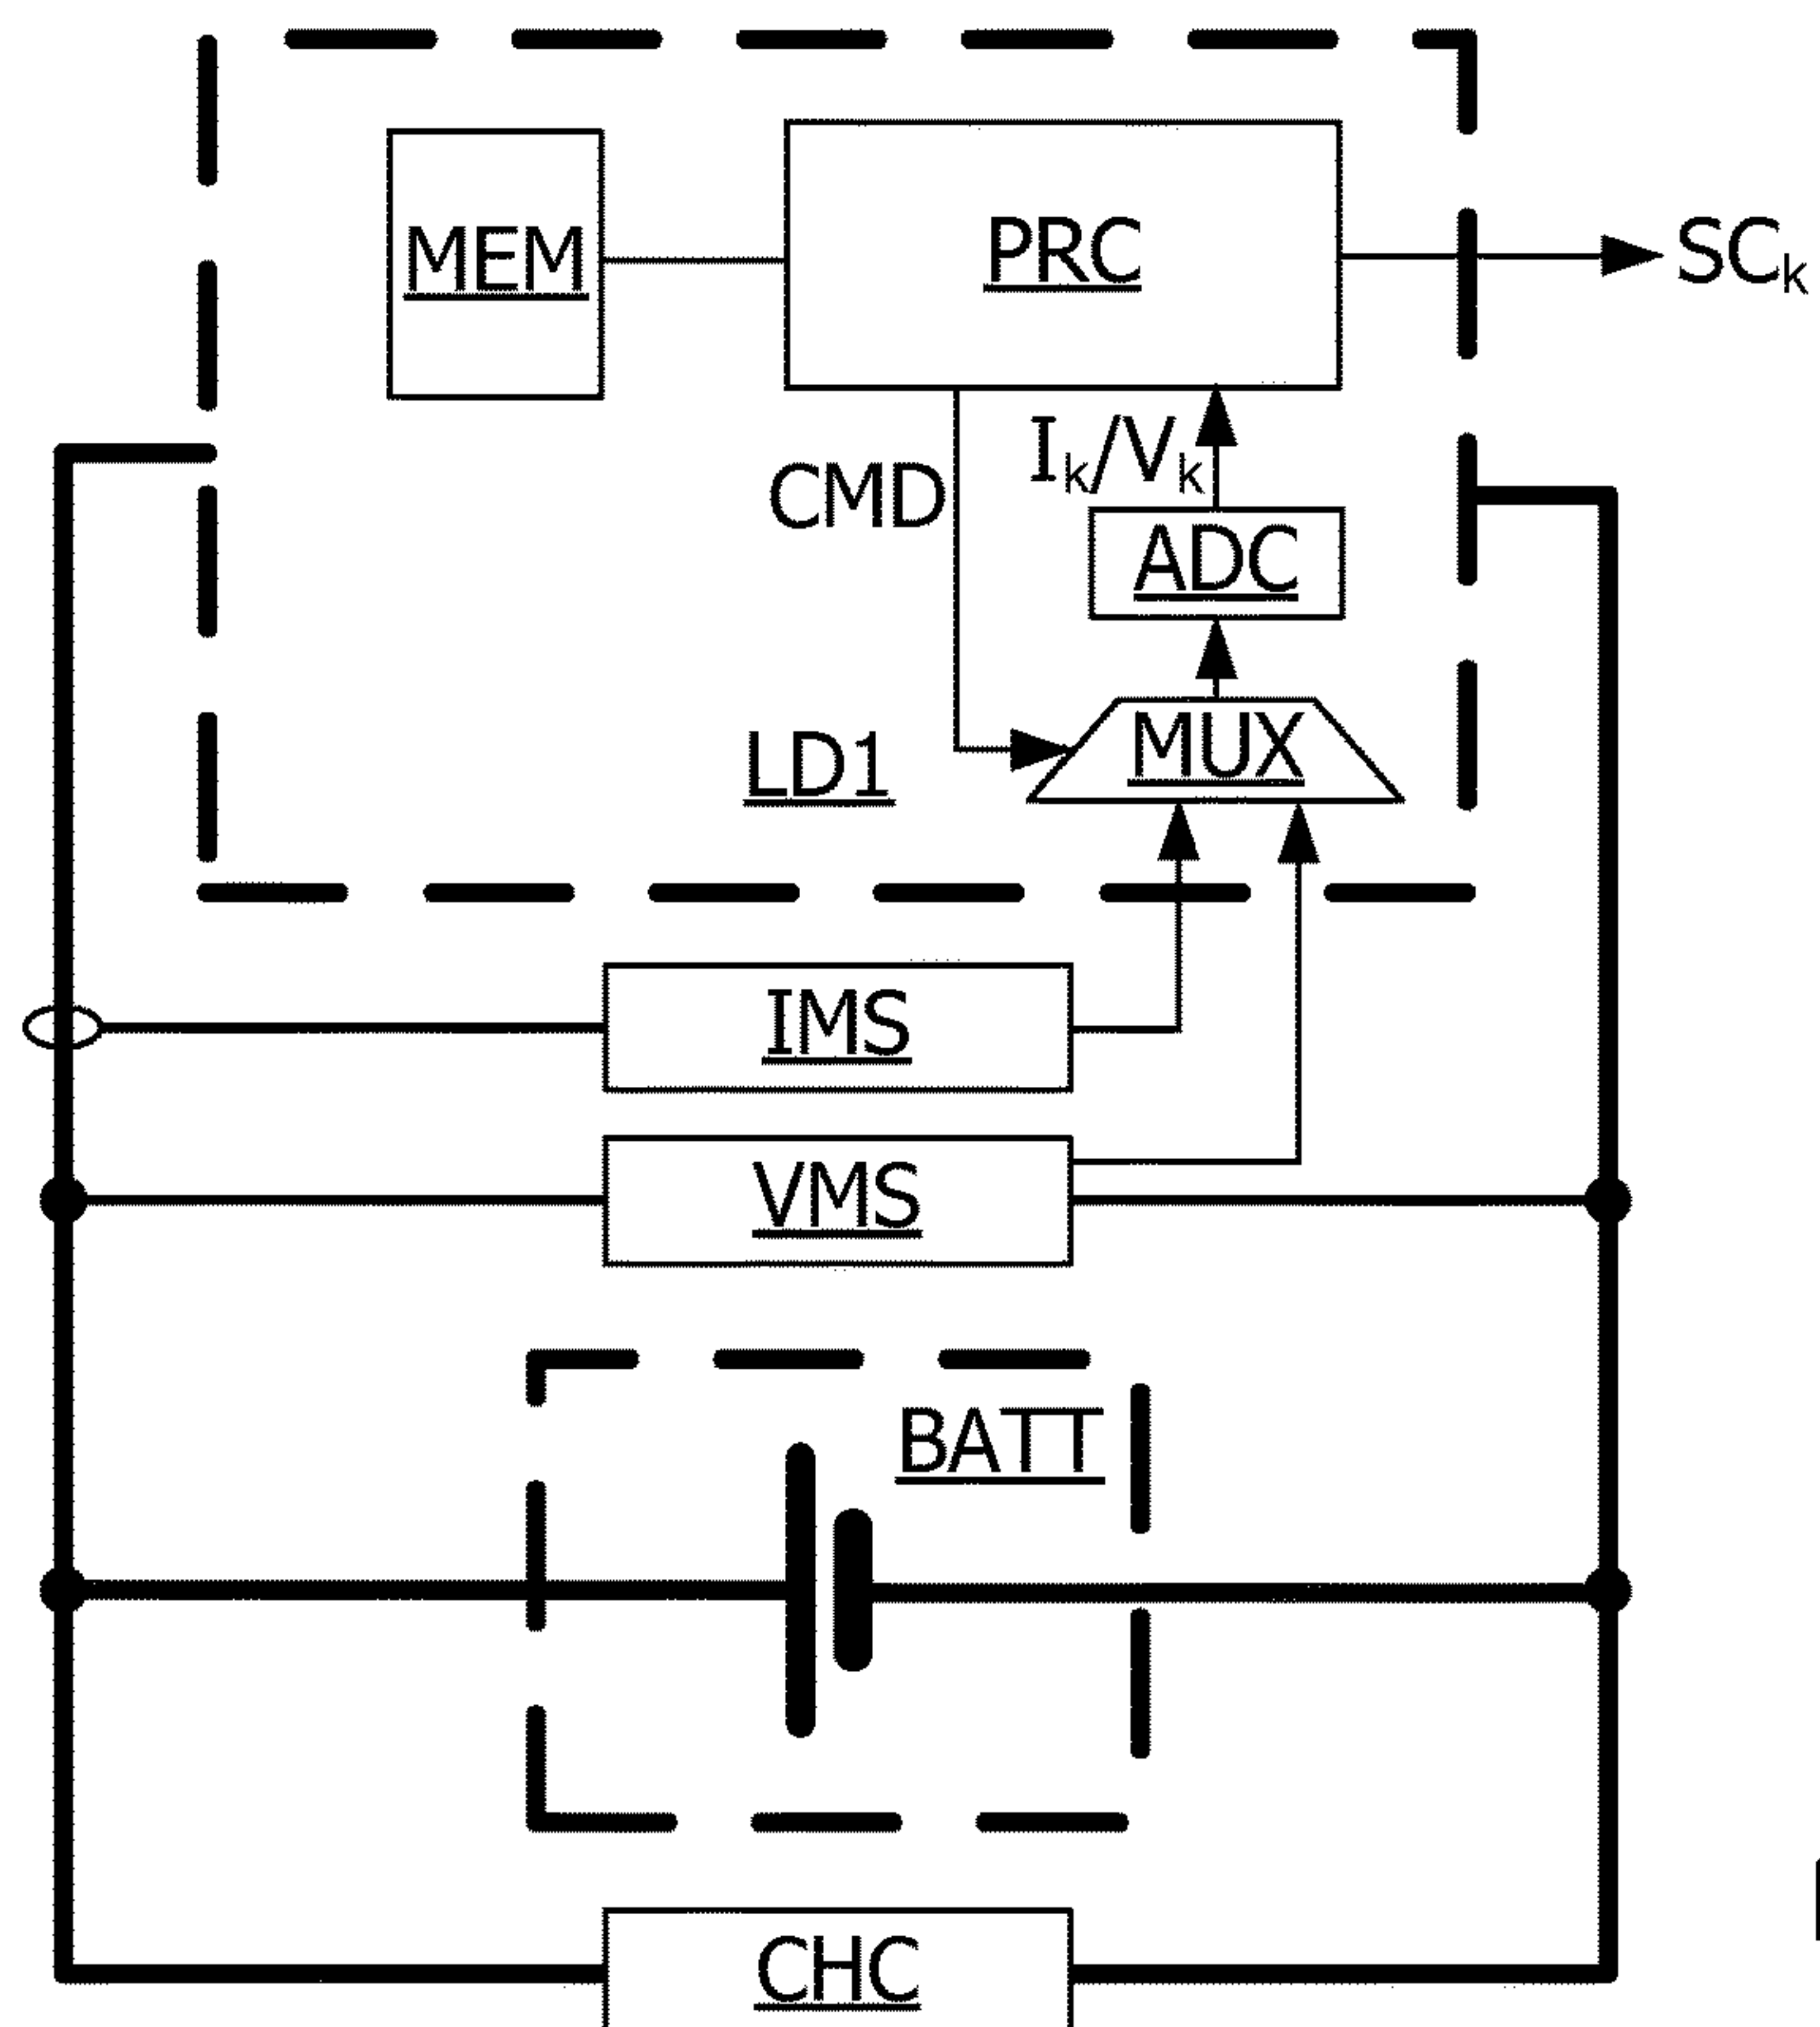 MEM
PRC
SCk
Ik/Vk
CMD
ADC
LD1
MUX
IMS
VMS
BATT
CHC